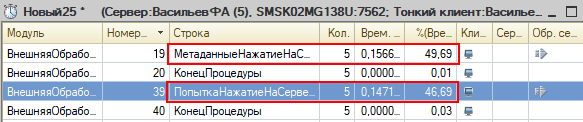 Новый25 * (Сервер:ВасильевФА (5), SMSK02MG138U:7562; Тонкий клиент:Василье...
Модуль Номер... Строка Кол. Врем. ... %(Вре... Кли... Сер... Обр. се...
ВнешняяОбрабо... 19 МетаданныеНажатиеНаС... 5 0,1566... 49,69
ВнешняяОбрабо... 20 КонецПроцедуры 5 0,0000... 0,01
ВнешняяОбрабо... 39 ПопыткаНажатиеНаСерве... 5 0,1471... 46,69
ВнешняяОбрабо... 40 КонецПроцедуры 5 0,0000... 0,03